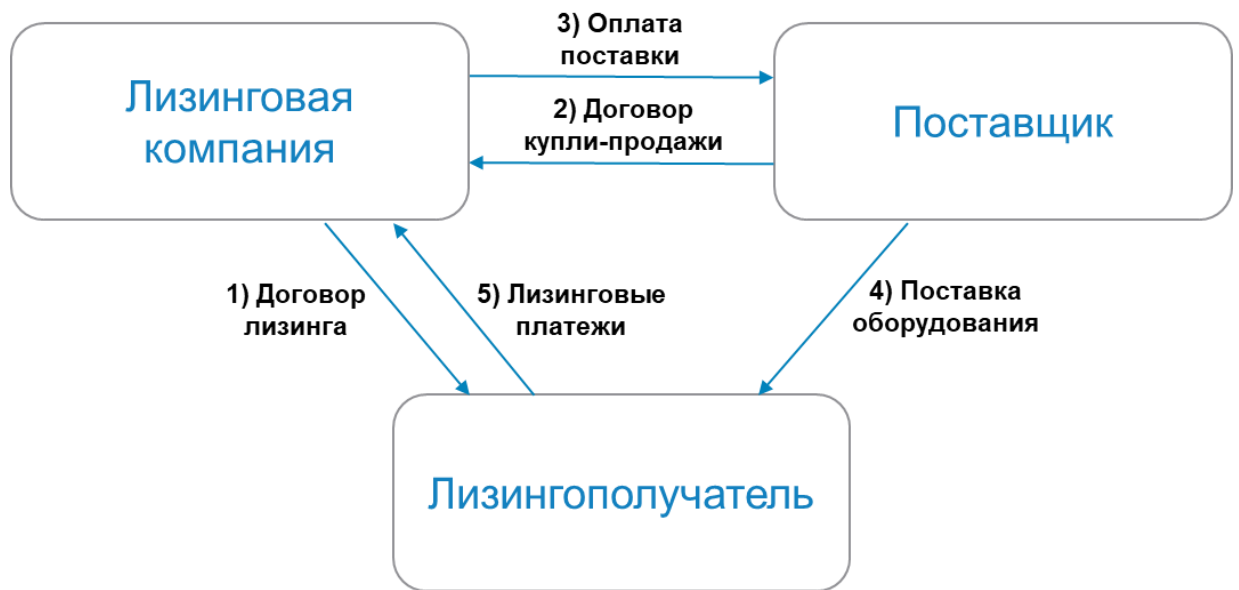 3) Оплата
поставки
Лизинговая
компания
2) Договор
купли-продажи
Поставщик
1) Договор
лизинга
5) Лизинговые
платежи
4) Поставка
оборудования
Лизингополучатель